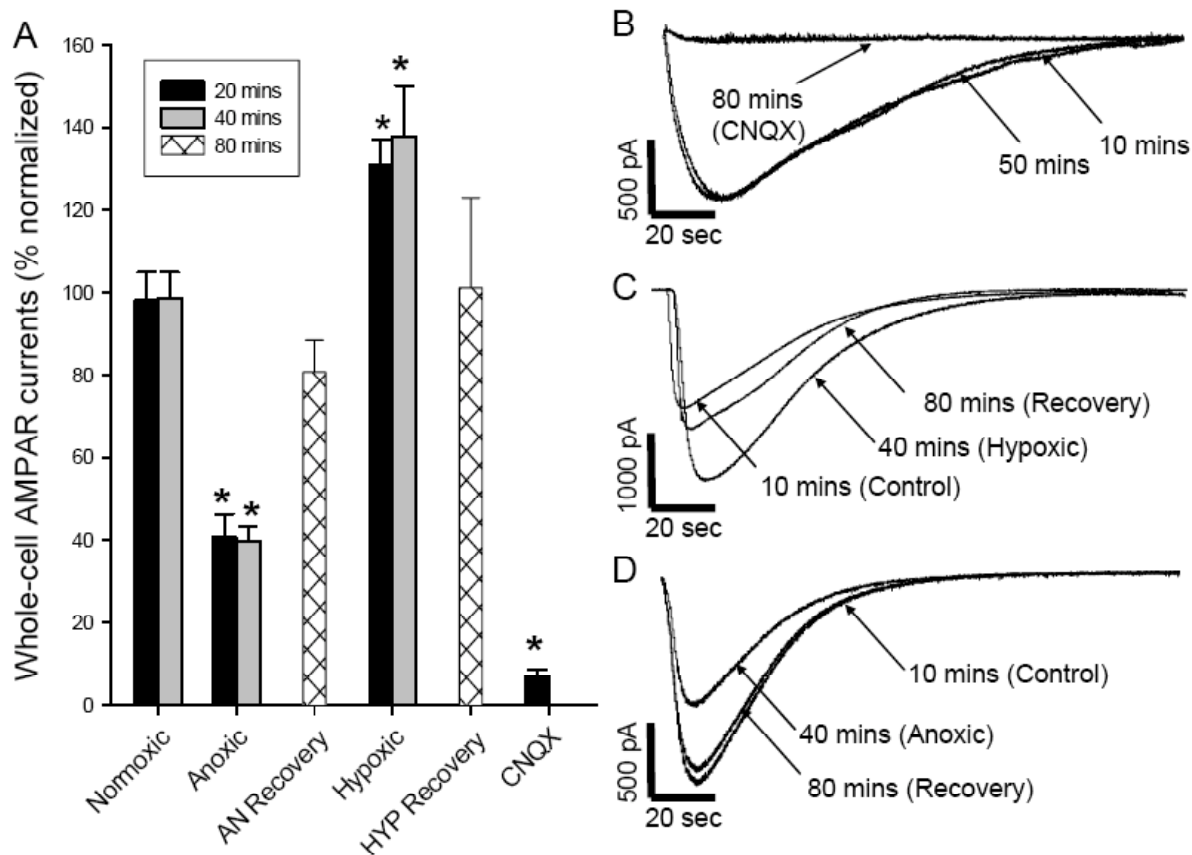 A
Whole-cell AMPAR currents (% normalized)
160
140
120
100
80
60
40
20
0
20 mins
40 mins
80 mins
*
*
*
*
*
Normoxic
Anoxic
AN Recovery
Hypoxic
HYP Recovery
CNQX
B
80 mins
(CNQX)
10 mins
50 mins
500 pA
20 sec
C
80 mins (Recovery)
40 mins (Hypoxic)
10 mins (Control)
1000 pA
20 sec
D
10 mins (Control)
40 mins (Anoxic)
80 mins (Recovery)
500 pA
20 sec